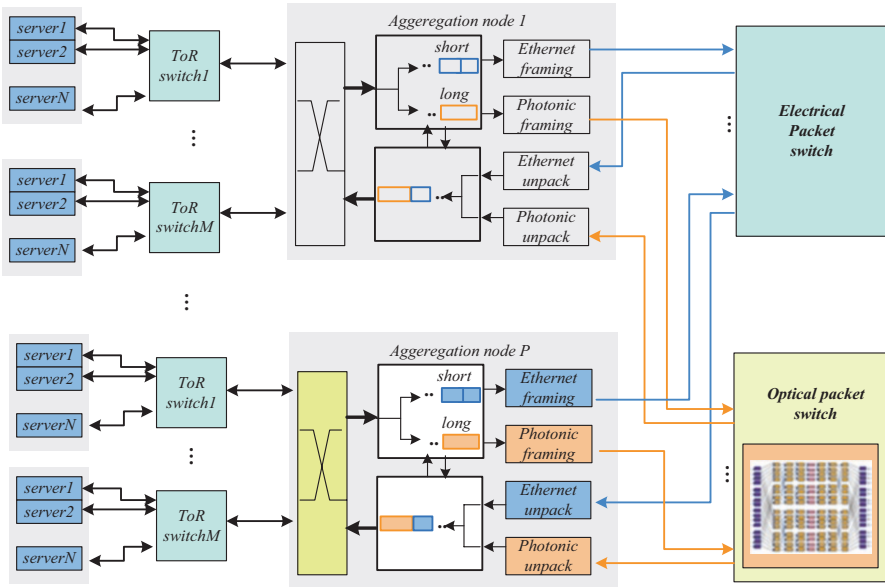 Aggeregation node 1
server1
server2
serverN
ToR
switch1
short
long
Ethernet
framing
Photonic
framing
Ethernet
unpack
Photonic
unpack
Electrical
Packet
switch
...
server1
server2
serverN
ToR
switchM
...
Aggeregation node P
server1
server2
serverN
ToR
switch1
short
long
Ethernet
framing
Photonic
framing
Ethernet
unpack
Photonic
unpack
Optical packet
switch
...
server1
server2
serverN
ToR
switchM